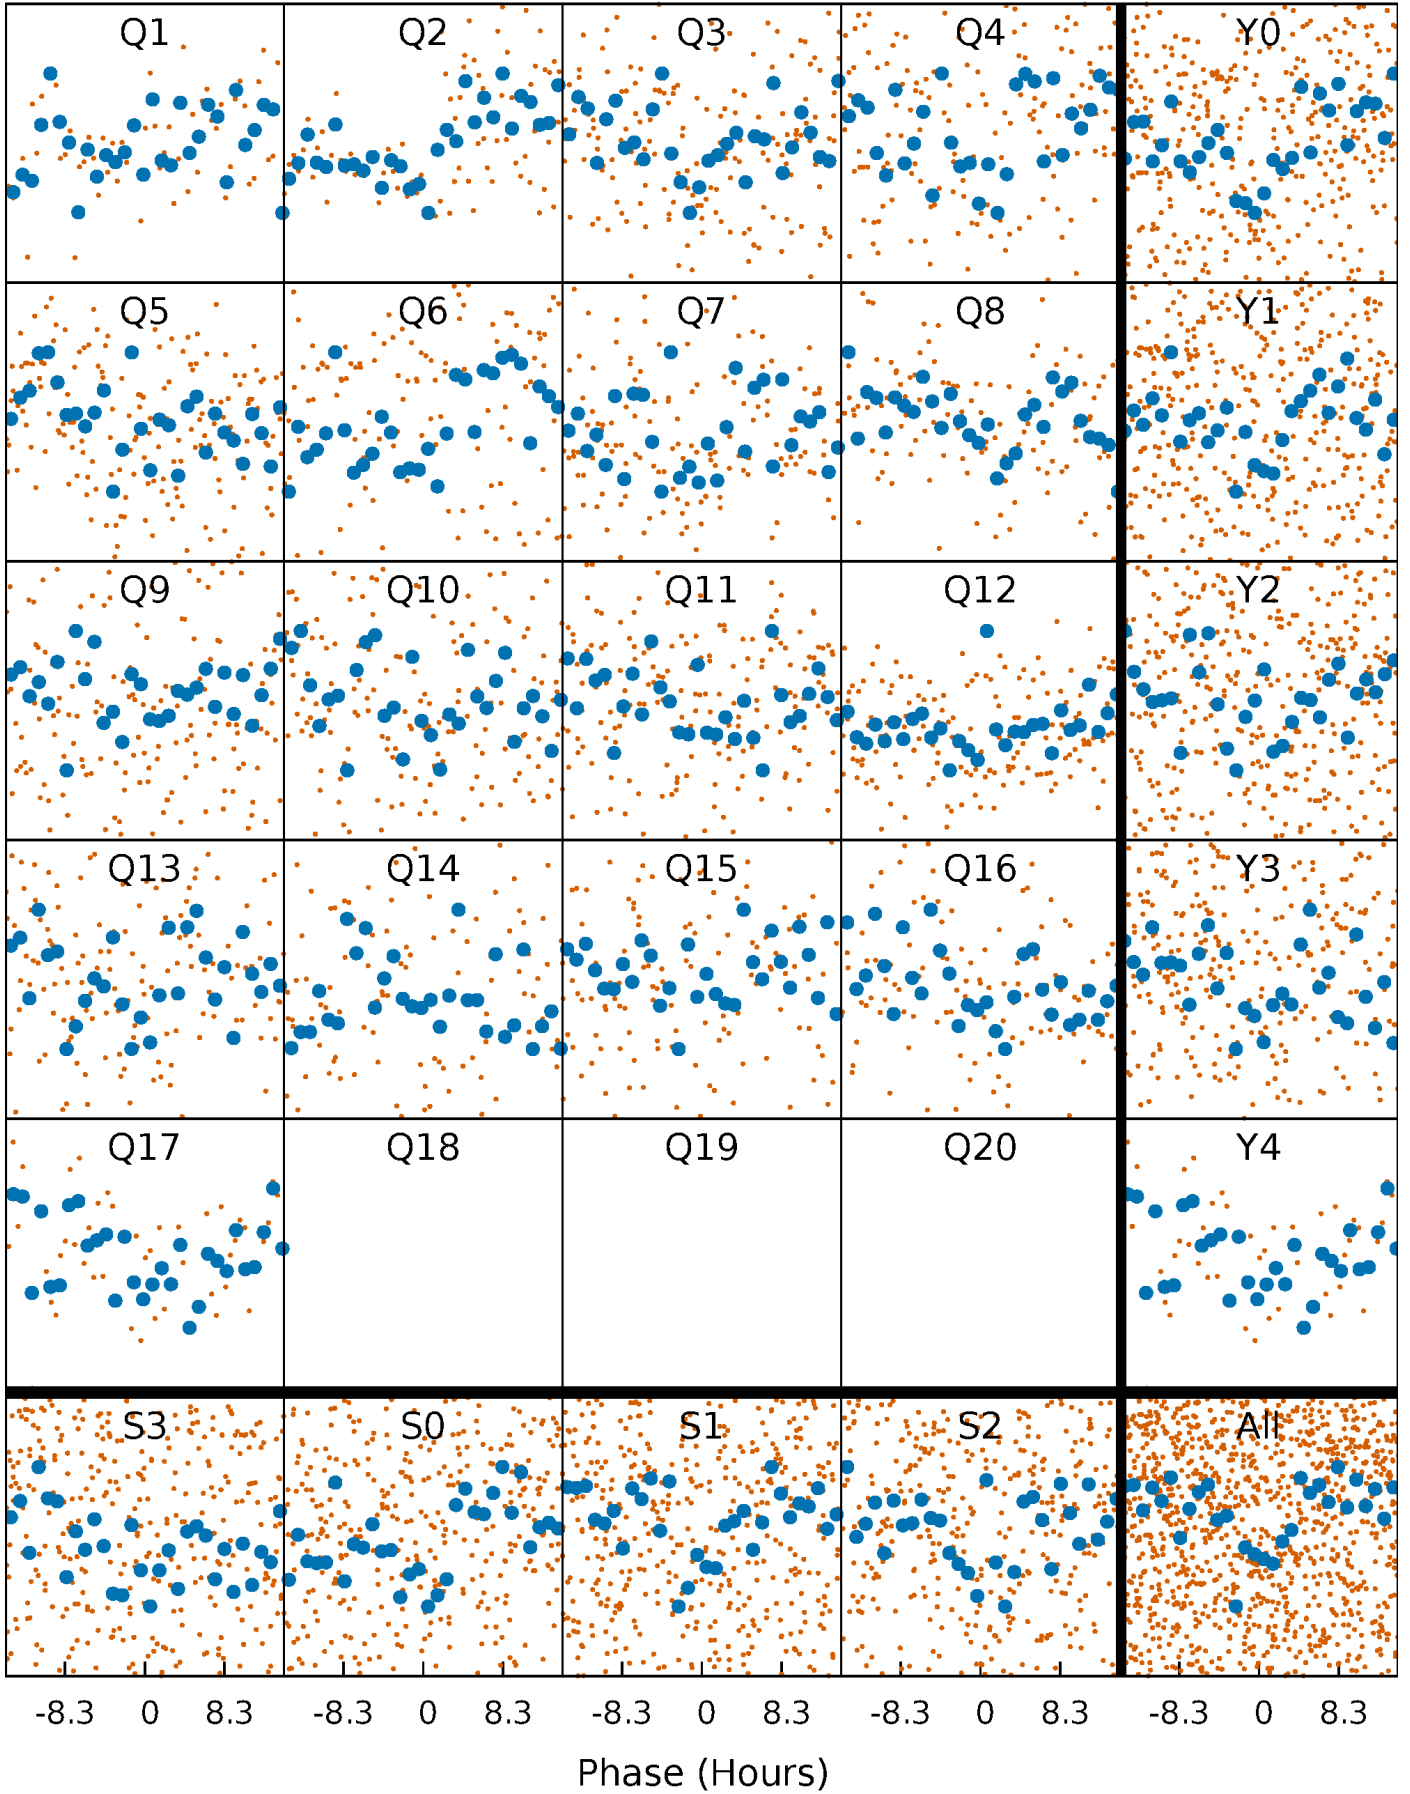 Q1 Q2 Q3 Q4 Y0
Q5 Q6 Q7 Q8 Y1
Q9 Q10 Q11 Q12 Y2
Q13 Q14 Q15 Q16 Y3
Q17 Q18 Q19 Q20 Y4
S3 S0 S1 S2 All
-8.3 0 8.3 -8.3 0 8.3 -8.3 0 8.3 -8.3 0 8.3 -8.3 0 8.3
Phase (Hours)